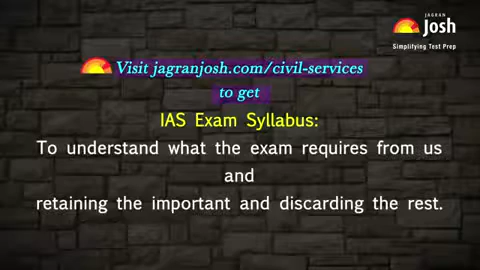 JAGRAN
Josh
Simplifying Test Prep
Visit jagranjosh.com/civil-services
to get
IAS Exam Syllabus:
To understand what the exam requires from us
and
retaining the important and discarding the rest.